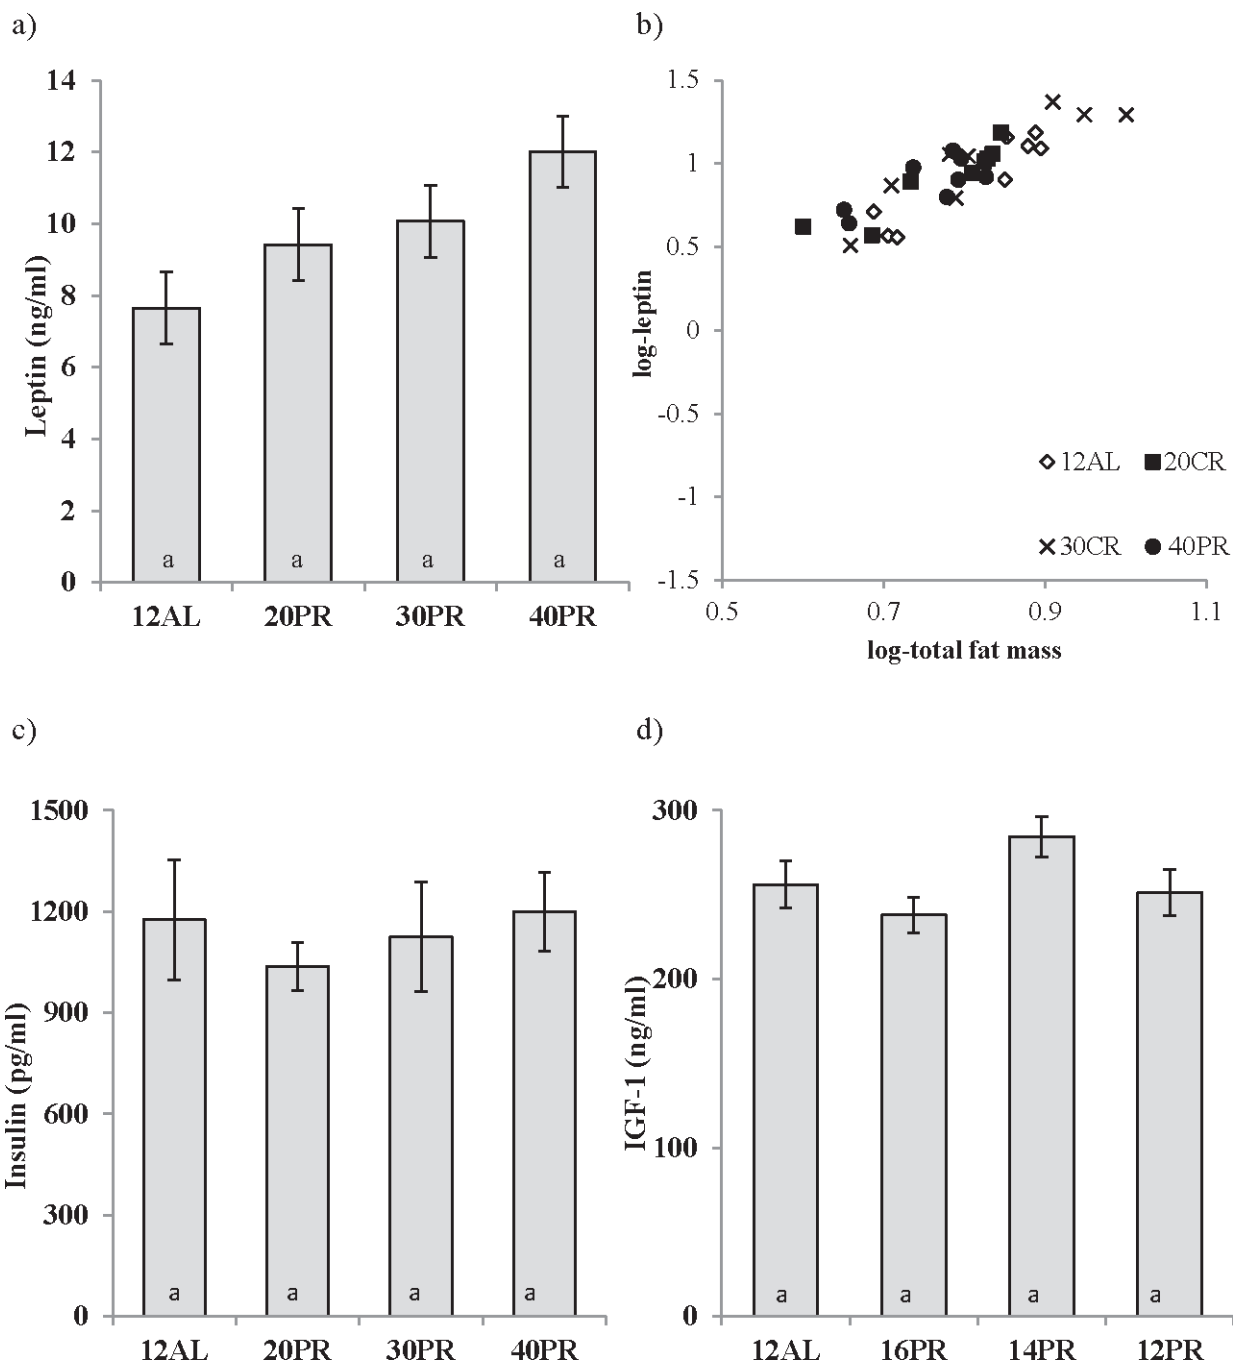 a)
Leptin (ng/ml)
14
12
10
8
6
4
2
0
a
a
a
a
12AL
20PR
30PR
40PR
b)
log-leptin
1.5
1
0.5
0
-0.5
-1
-1.5
12AL
20CR
30CR
40PR
0.5
0.7
0.9
1.1
log-total fat mass
c)
Insulin (pg/ml)
1500
1200
900
600
300
0
a
a
a
a
12AL
20PR
30PR
40PR
d)
IGF-1 (ng/ml)
300
200
100
0
a
a
a
a
12AL
16PR
14PR
12PR